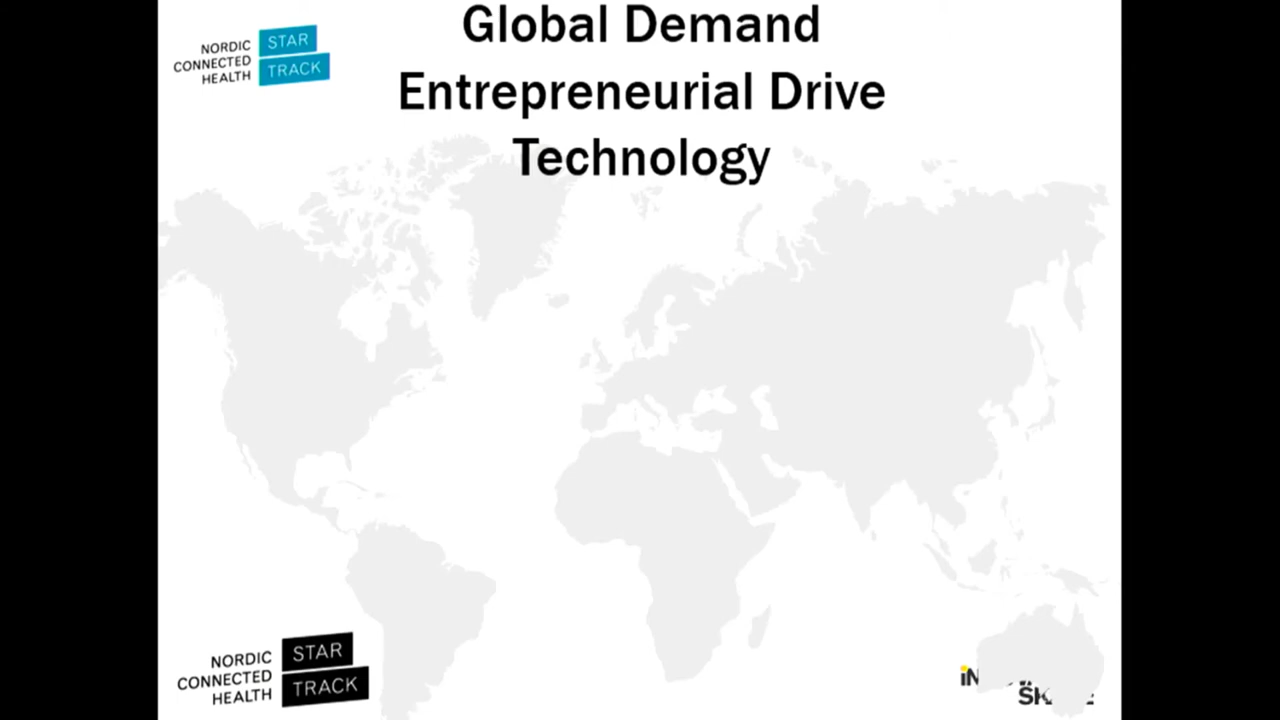 Global Demand
Entrepreneurial Drive
Technology
NORDIC
CONNECTED
HEALTH
STAR
TRACK
NORDIC
CONNECTED
HEALTH
STAR
TRACK